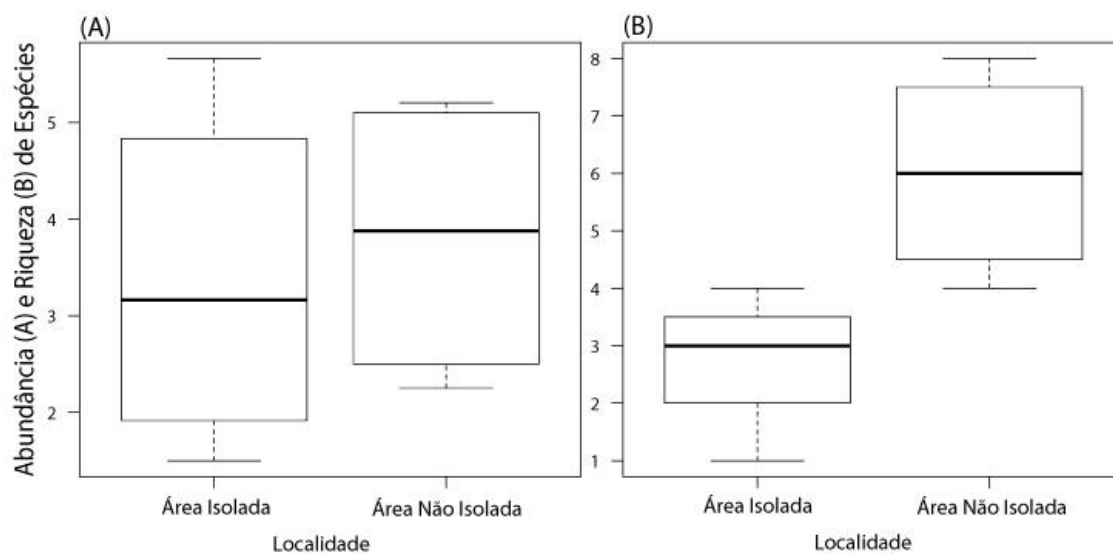 (A)
Abundância (A) e Riqueza (B) de Espécies
5
4
3
2
Área Isolada
Área Não Isolada
Localidade
(B)
8
7
6
5
4
3
2
1
Área Isolada
Área Não Isolada
Localidade